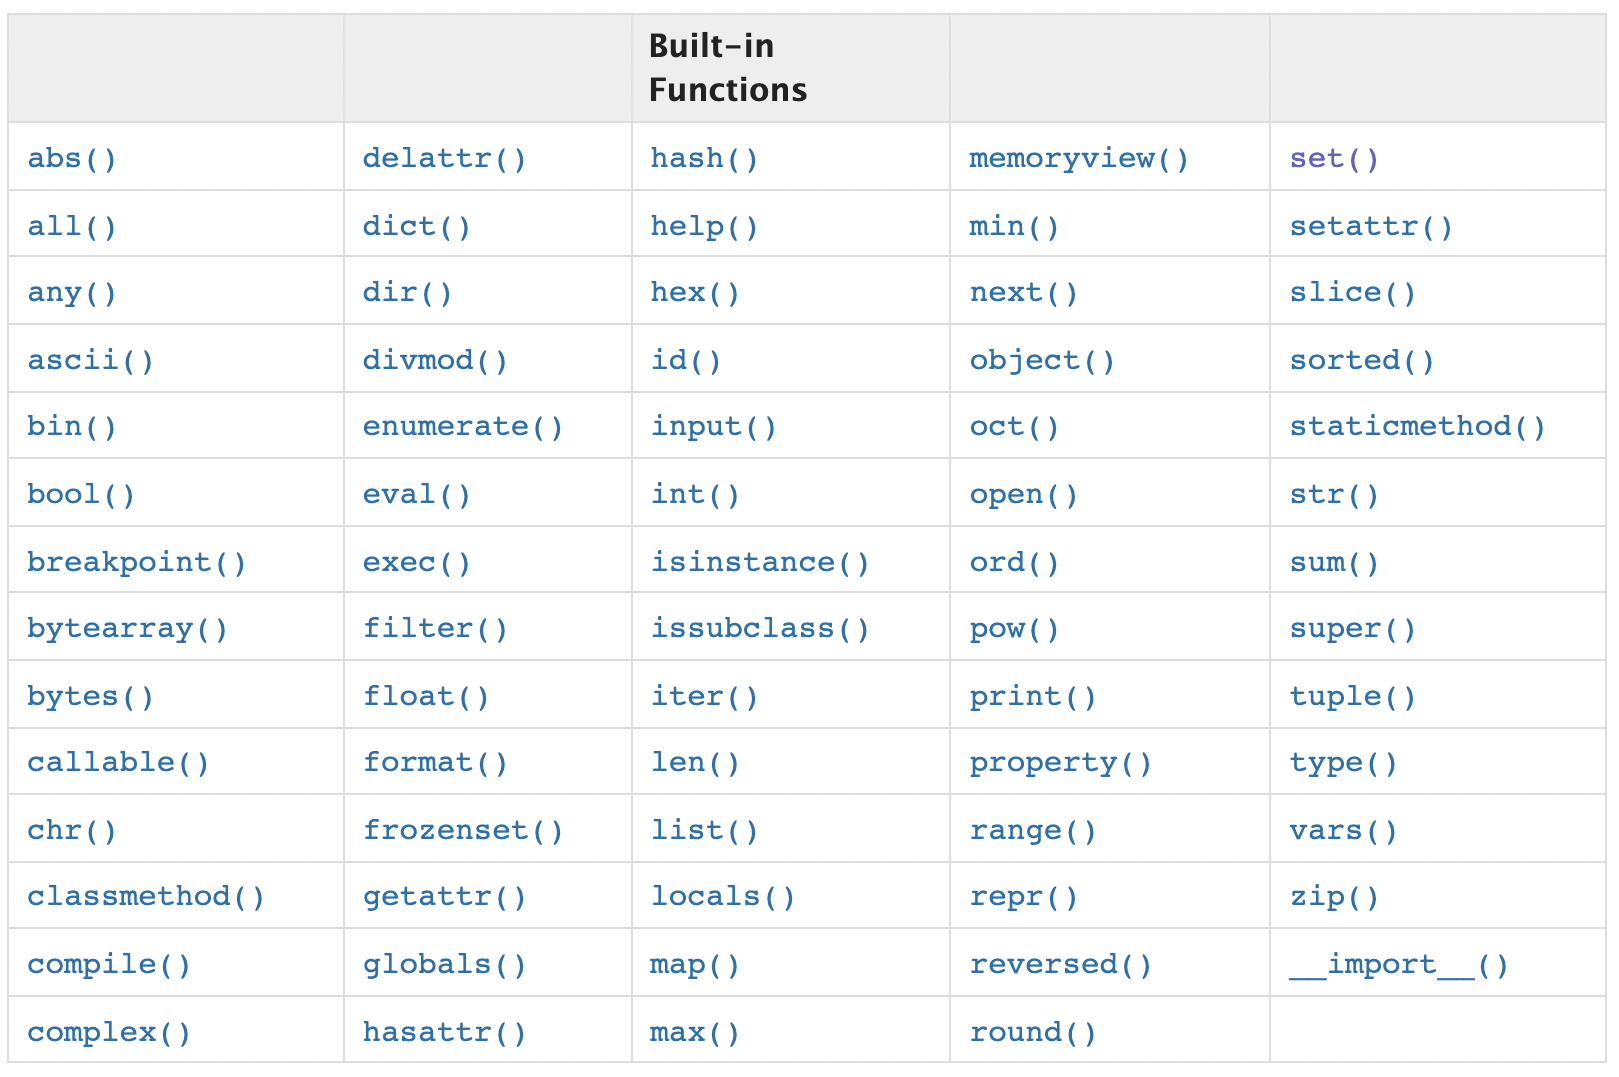 Built-in
Functions
abs() delattr() hash() memoryview() set()
all() dict() help() min() setattr()
any() dir() hex() next() slice()
ascii() divmod() id() object() sorted()
bin() enumerate() input() oct() staticmethod()
bool() eval() int() open() str()
breakpoint() exec() isinstance() ord() sum()
bytearray() filter() issubclass() pow() super()
bytes() float() iter() print() tuple()
callable() format() len() property() type()
chr() frozenset() list() range() vars()
classmethod() getattr() locals() repr() zip()
compile() globals() map() reversed() __import__()
complex() hasattr() max() round()